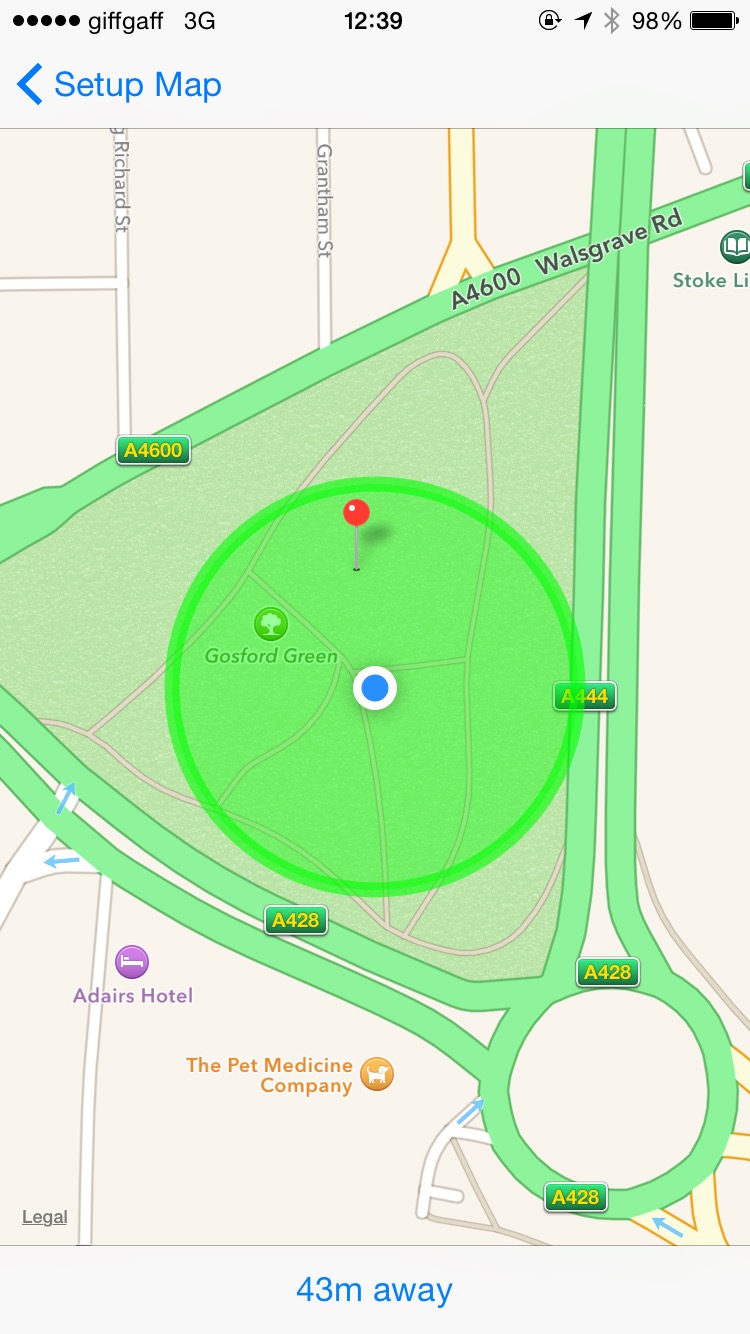 giffgaff 3G 12:39 98%
Setup Map
Richard St
Grantham St
A4600 Walsgrave Rd
Stoke Li
A4600
Gosford Green
A444
A428
A428
Adairs Hotel
The Pet Medicine
Company
A428
Legal
43m away